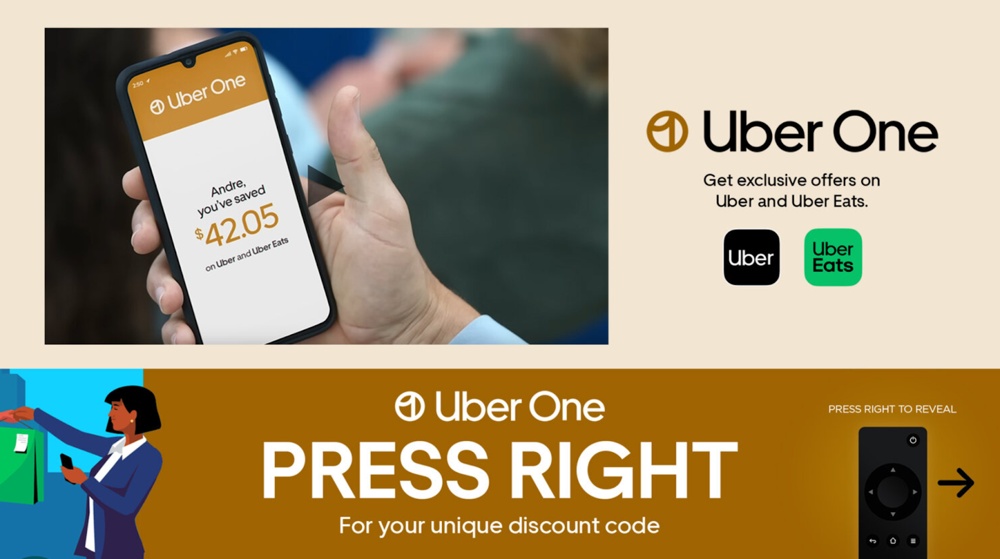 2:50
Uber One
Andre,
you've saved
$42.05
on Uber and Uber Eats
Uber One
Get exclusive offers on
Uber and Uber Eats.
Uber
Uber
Eats
Uber One
PRESS RIGHT
For your unique discount code
PRESS RIGHT TO REVEAL